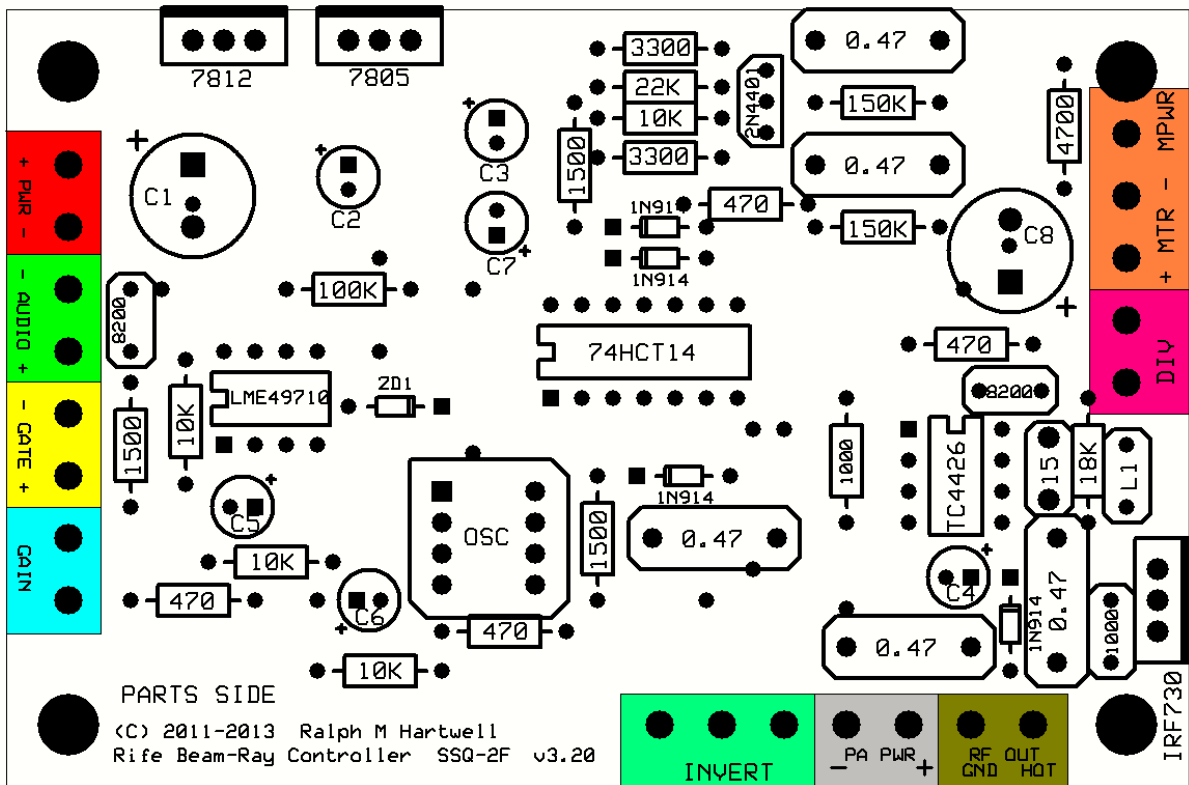 7812
7805
3300
22K
10K
3300
2N4401
0.47
150K
0.47
150K
4700
MPWR
+ MTR -
+ PWR -
+
C1
+
C2
+
C3
C7
+
1500
1N91
470
1N914
C8
+
- AUDIO +
8200
100K
74HCT14
470
DIY
8200
LME49710
ZD1
10K
1500
- GATE +
1000
TC4426
15
18K
L1
C5
+
OSC
1N914
1500
0.47
GAIN
10K
470
C6
+
470
10K
C4
+
1N914
0.47
1000
0.47
IRF730
PARTS SIDE
(C) 2011-2013 Ralph M Hartwell
Rife Beam-Ray Controller SSQ-2F v3.20
INVERT
- PA PWR +
RF OUT
GND HOT